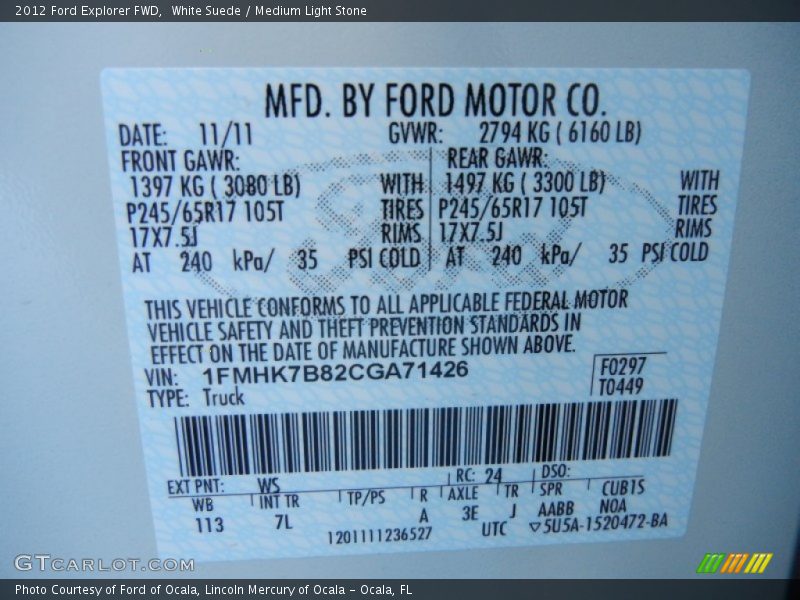 2012 Ford Explorer FWD, White Suede / Medium Light Stone
MFD. BY FORD MOTOR CO.
DATE: 11/11 GVWR: 2794 KG ( 6160 LB)
FRONT GAWR: REAR GAWR:
1397 KG ( 3080 LB) WITH 1497 KG ( 3300 LB) WITH
P245/65R17 105T TIRES P245/65R17 105T TIRES
17X7.5J RIMS 17X7.5J RIMS
AT 240 kPa/ 35 PSI COLD AT 240 kPa/ 35 PSI COLD
THIS VEHICLE CONFORMS TO ALL APPLICABLE FEDERAL MOTOR
VEHICLE SAFETY AND THEFT PREVENTION STANDARDS IN
EFFECT ON THE DATE OF MANUFACTURE SHOWN ABOVE.
VIN: 1FMHK7B82CGA71426 F0297
TYPE: Truck T0449
EXT PNT: WS RC: 24 DSO:
WB INT TR TP/PS R AXLE TR SPR CUB1S
113 7L A 3E J AABB NOA
1201111236527 UTC ▽5U5A-1520472-BA
GTCARLOT.COM
Photo Courtesy of Ford of Ocala, Lincoln Mercury of Ocala - Ocala, FL